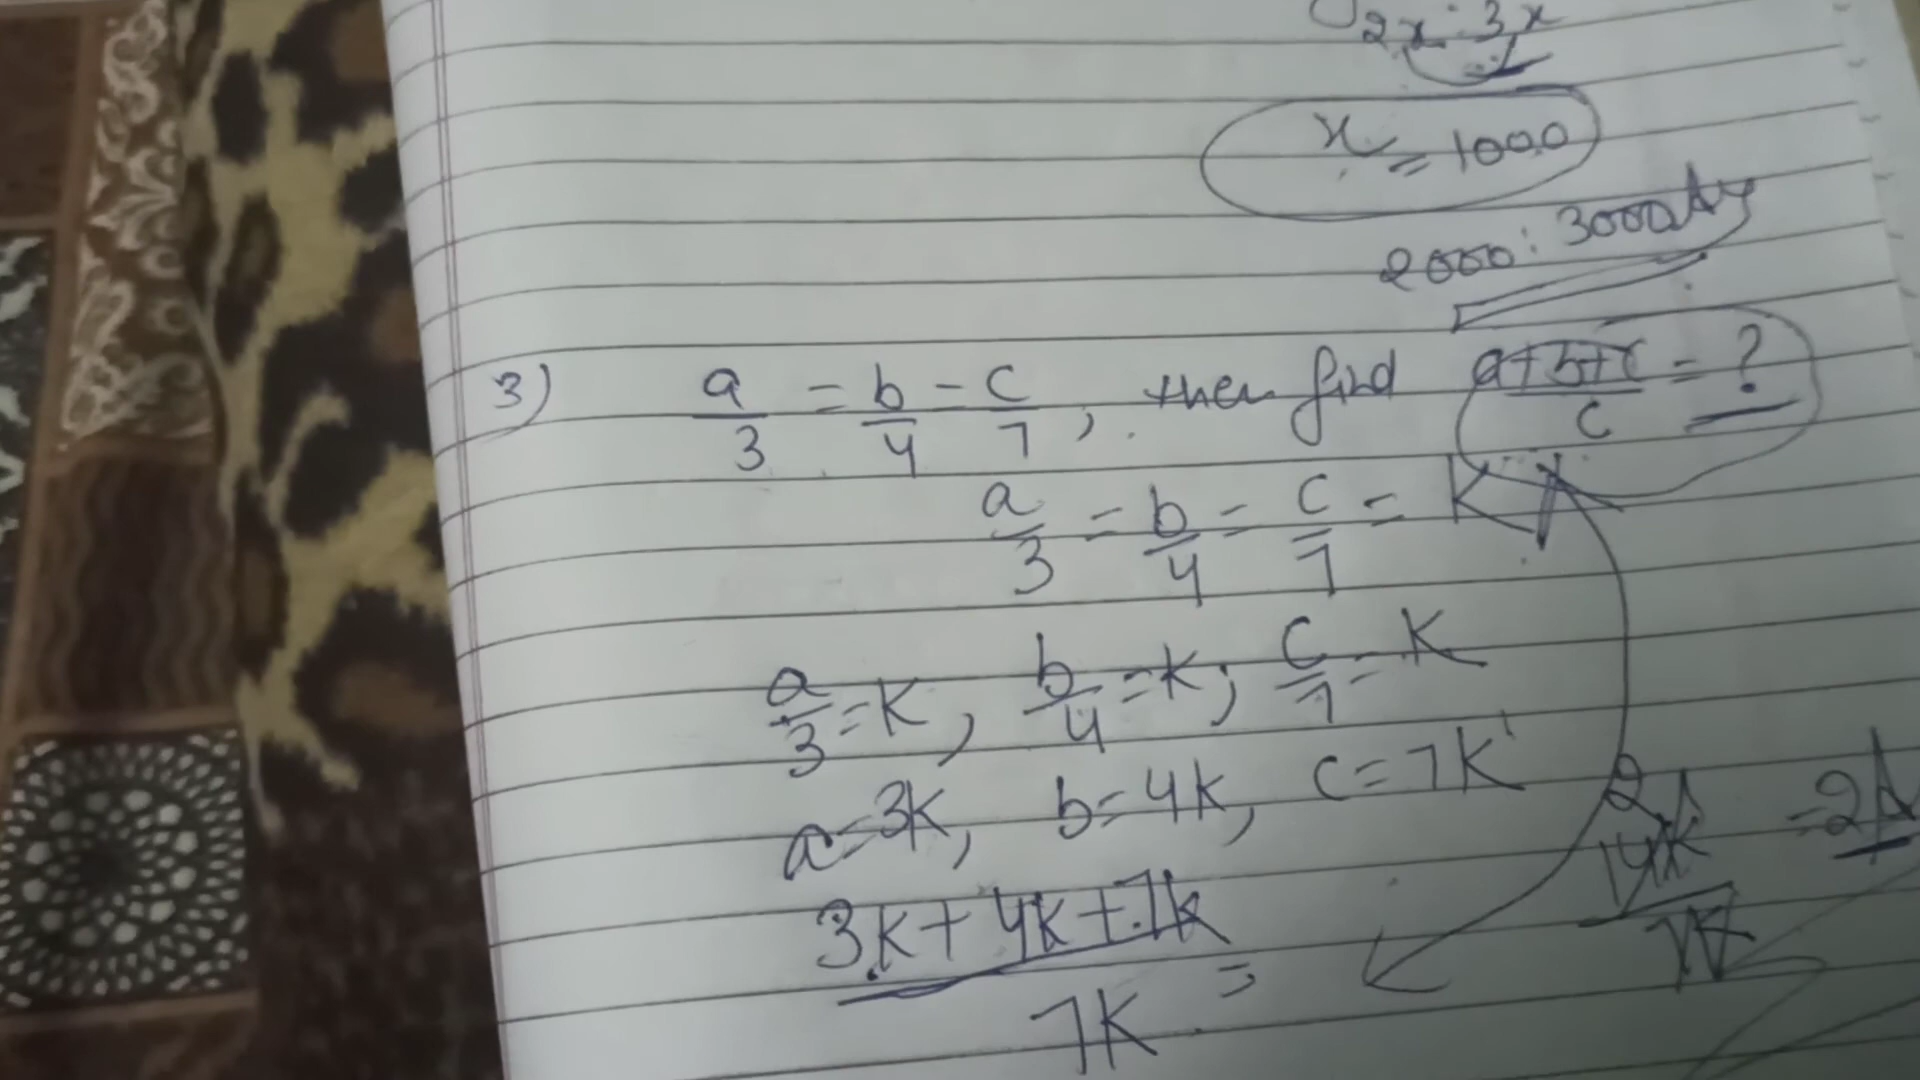 2x : 3x
x = 1000
2000 : 3000
3) a/3 = b/4 = c/7, then find a+b+c/c = ?
a/3 = b/4 = c/7 = K
a/3 = K, b/4 = K, c/7 = K
a = 3K, b = 4K, c = 7K
3K + 4K + 7K / 7K =
2
14K / 7K = 2